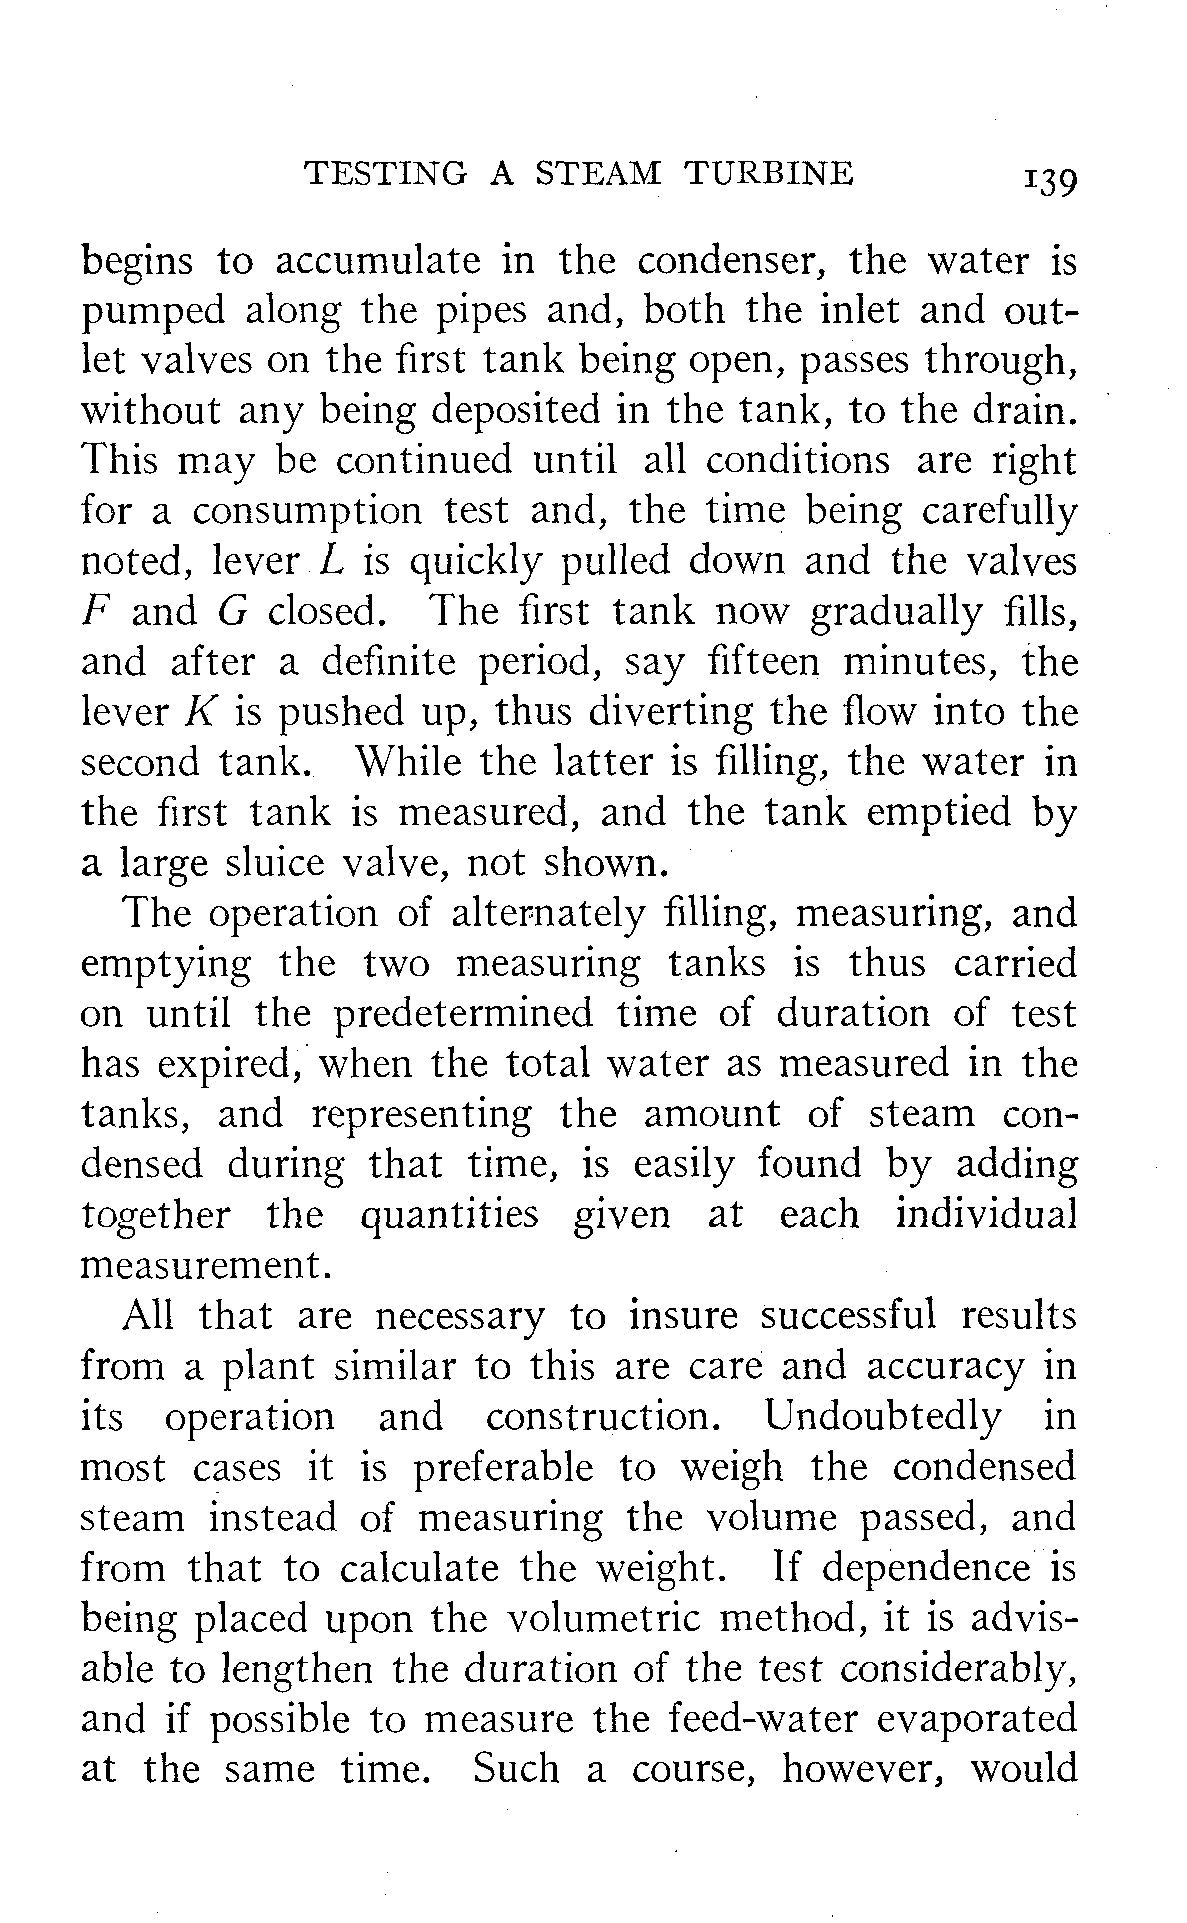 TESTING A STEAM TURBINE 139
begins to accumulate in the condenser, the water is
pumped along the pipes and, both the inlet and out-
let valves on the first tank being open, passes through,
without any being deposited in the tank, to the drain.
This may be continued until all conditions are right
for a consumption test and, the time being carefully
noted, lever L is quickly pulled down and the valves
F and G closed. The first tank now gradually fills,
and after a definite period, say fifteen minutes, the
lever K is pushed up, thus diverting the flow into the
second tank. While the latter is filling, the water in
the first tank is measured, and the tank emptied by
a large sluice valve, not shown.
The operation of alternately filling, measuring, and
emptying the two measuring tanks is thus carried
on until the predetermined time of duration of test
has expired, when the total water as measured in the
tanks, and representing the amount of steam con-
densed during that time, is easily found by adding
together the quantities given at each individual
measurement.
All that are necessary to insure successful results
from a plant similar to this are care and accuracy in
its operation and construction. Undoubtedly in
most cases it is preferable to weigh the condensed
steam instead of measuring the volume passed, and
from that to calculate the weight. If dependence is
being placed upon the volumetric method, it is advis-
able to lengthen the duration of the test considerably,
and if possible to measure the feed-water evaporated
at the same time. Such a course, however, would